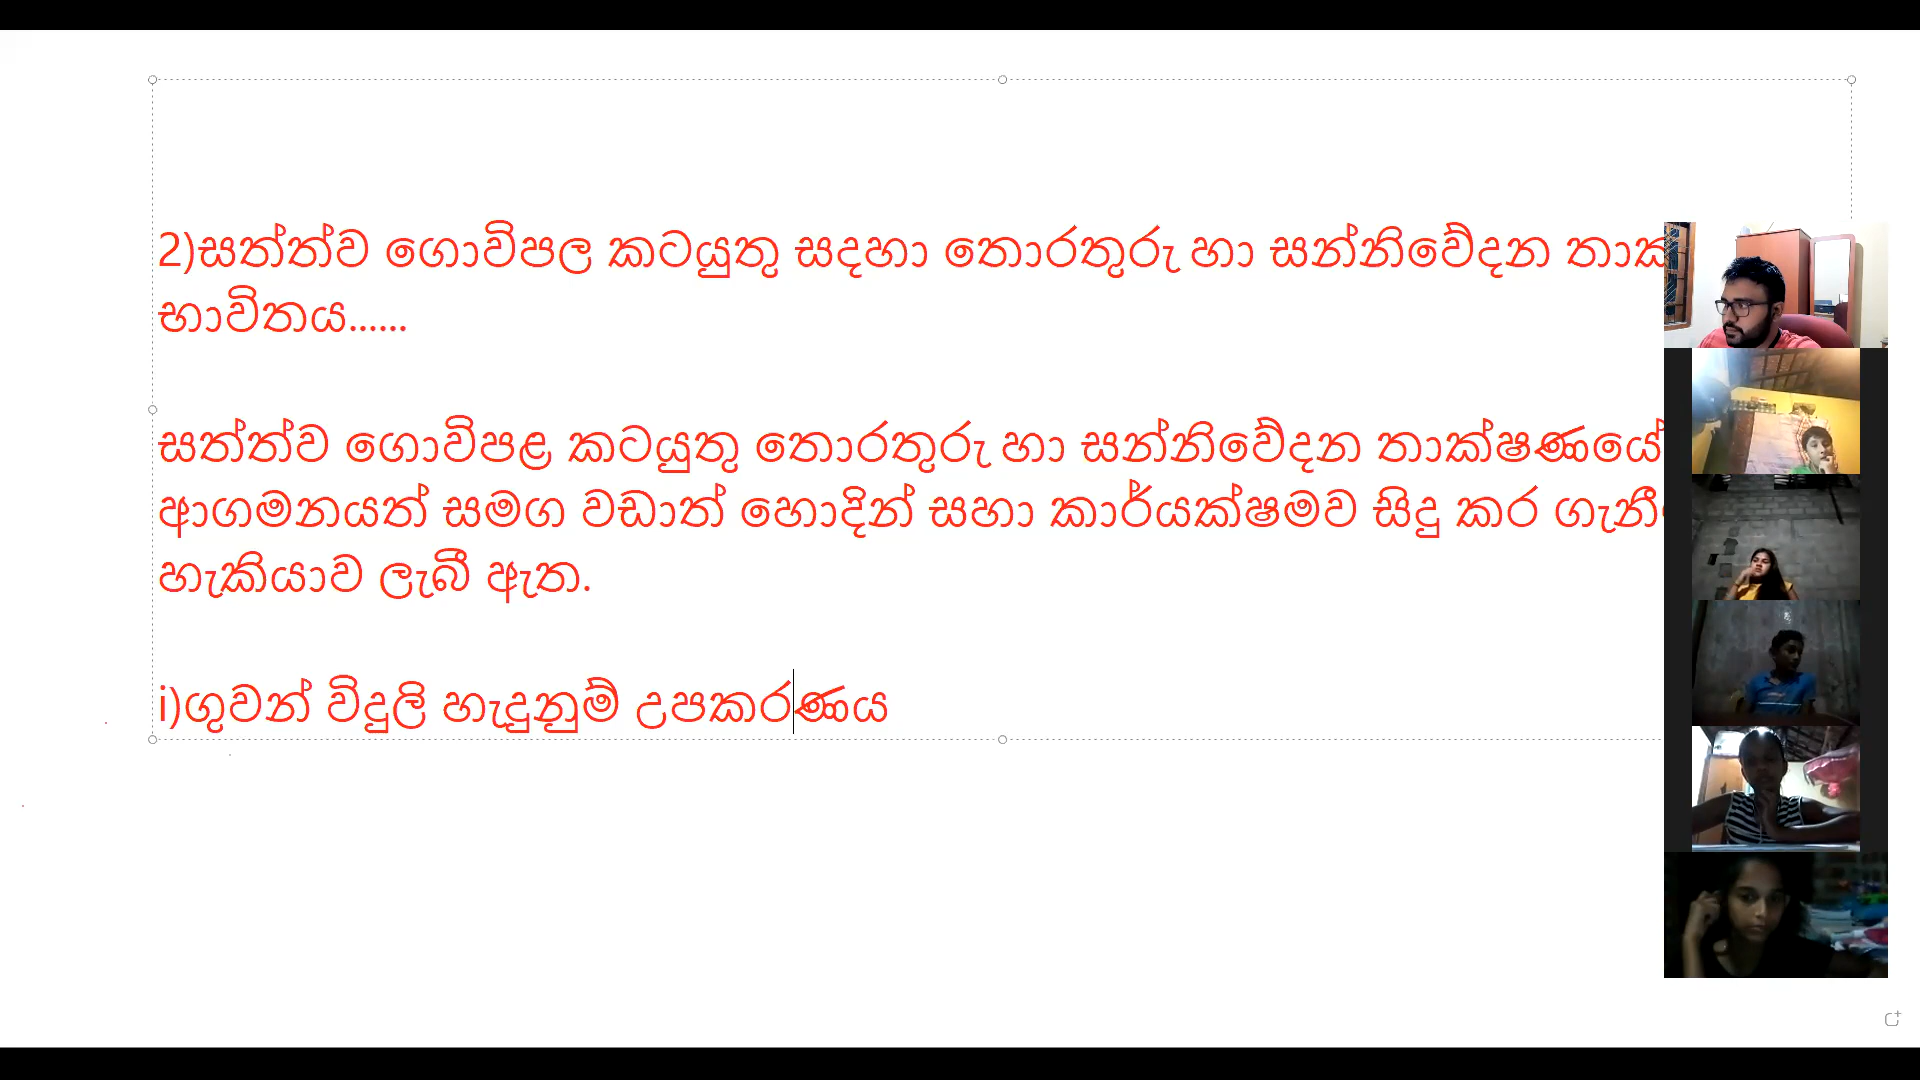 2)සත්ත්ව ගොවිපල කටයුතු සදහා තොරතුරු හා සන්නිවේදන
භාවිතය......
සත්ත්ව ගොවිපළ කටයුතු තොරතුරු හා සන්නිවේදන තාක්ෂණයේ
ආගමනයත් සමග වඩාත් හොදින් සහා කාර්යක්ෂමව සිදු කර
හැකියාව ලැබී ඇත.
i)ගුවන් විදුලි හැදුනුම් උපකරණය